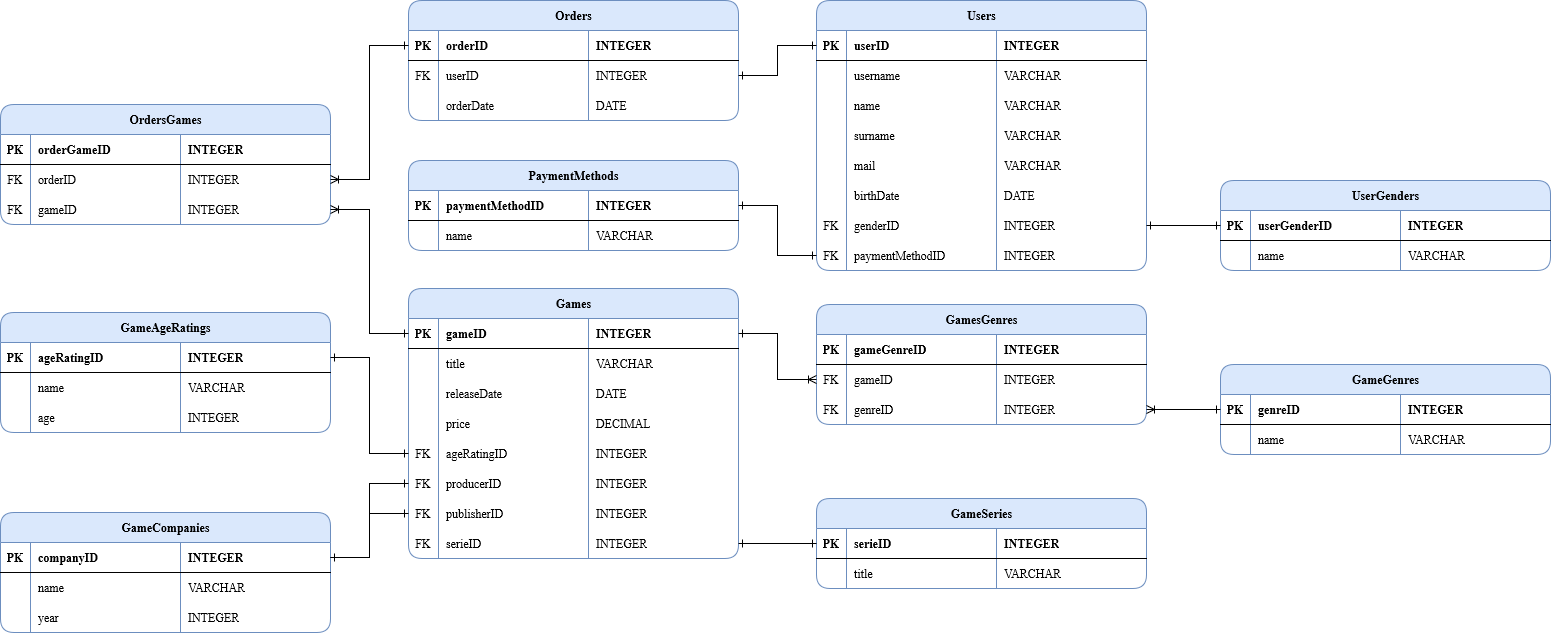 Orders
PK orderID INTEGER
FK userID INTEGER
orderDate DATE
Users
PK userID INTEGER
username VARCHAR
name VARCHAR
surname VARCHAR
mail VARCHAR
birthDate DATE
FK genderID INTEGER
FK paymentMethodID INTEGER
OrdersGames
PK orderGameID INTEGER
FK orderID INTEGER
FK gameID INTEGER
PaymentMethods
PK paymentMethodID INTEGER
name VARCHAR
UserGenders
PK userGenderID INTEGER
name VARCHAR
Games
PK gameID INTEGER
title VARCHAR
releaseDate DATE
price DECIMAL
FK ageRatingID INTEGER
FK producerID INTEGER
FK publisherID INTEGER
FK serieID INTEGER
GamesGenres
PK gameGenreID INTEGER
FK gameID INTEGER
FK genreID INTEGER
GameAgeRatings
PK ageRatingID INTEGER
name VARCHAR
age INTEGER
GameGenres
PK genreID INTEGER
name VARCHAR
GameCompanies
PK companyID INTEGER
name VARCHAR
year INTEGER
GameSeries
PK serieID INTEGER
title VARCHAR